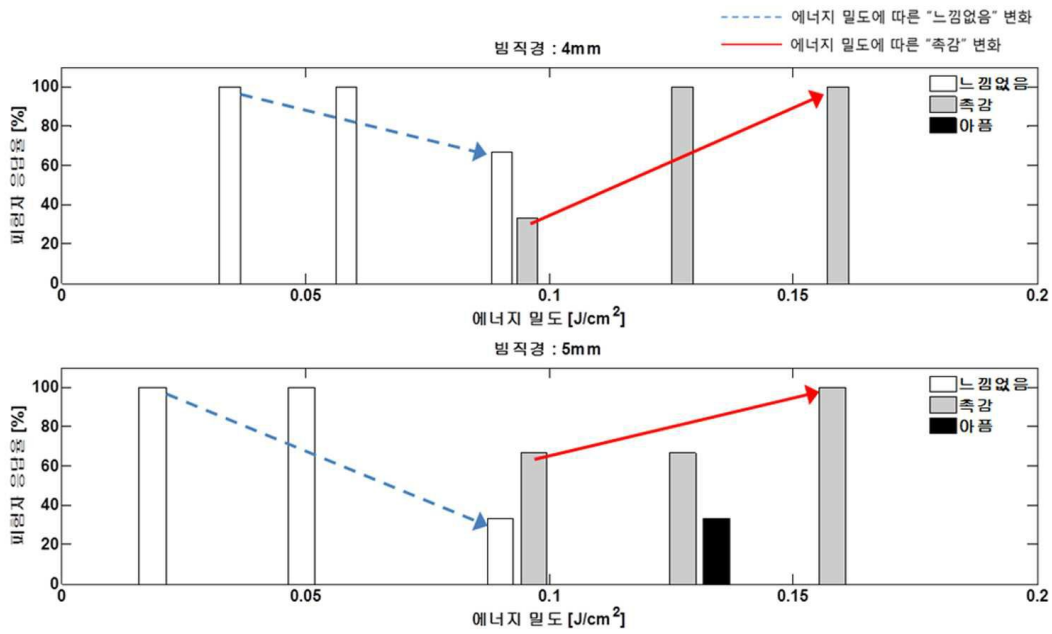 에너지 밀도에 따른 "느낌없음" 변화
에너지 밀도에 따른 "촉감" 변화
빔직경 : 4mm
피험자 응답율 [%]
100
80
60
40
20
0
느낌없음
촉감
아픔
0 0.05 0.1 0.15 0.2
에너지 밀도 [J/cm²]
빔직경 : 5mm
피험자 응답율 [%]
100
80
60
40
20
0
느낌없음
촉감
아픔
0 0.05 0.1 0.15 0.2
에너지 밀도 [J/cm²]